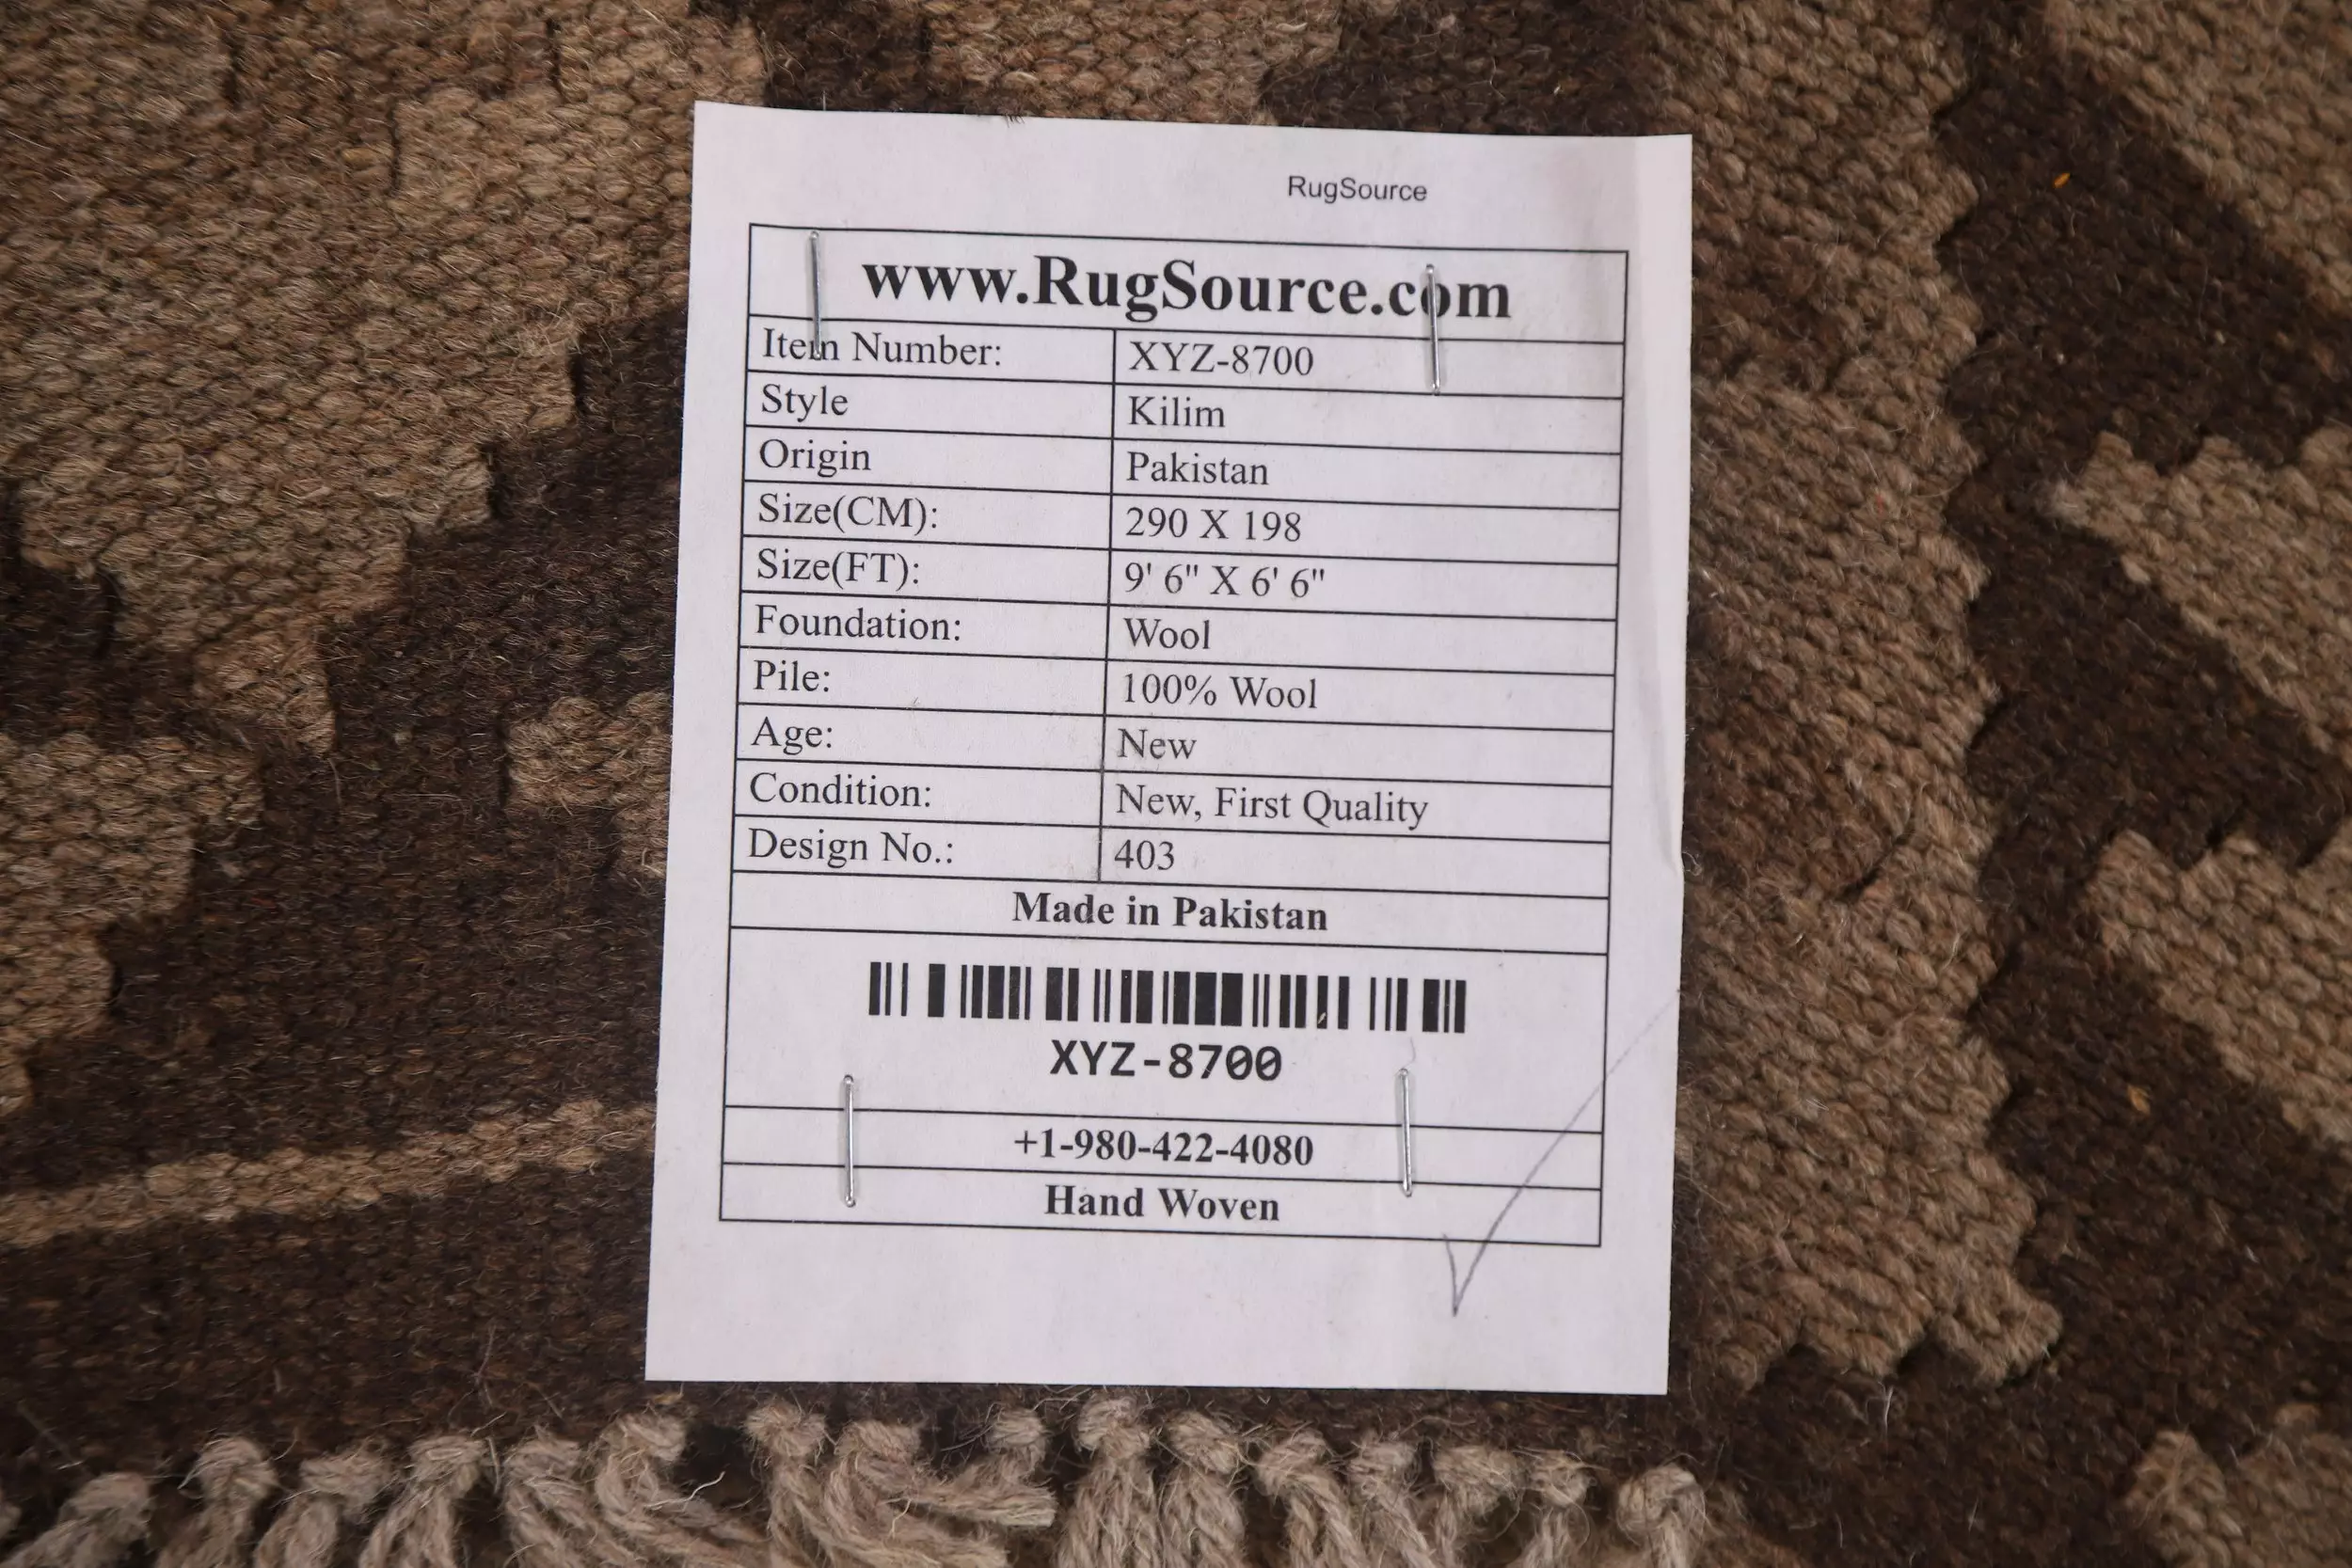 RugSource
www.RugSource.com
Item Number: XYZ-8700
Style Kilim
Origin Pakistan
Size(CM): 290 X 198
Size(FT): 9' 6" X 6' 6"
Foundation: Wool
Pile: 100% Wool
Age: New
Condition: New, First Quality
Design No.: 403
Made in Pakistan
XYZ-8700
+1-980-422-4080
Hand Woven